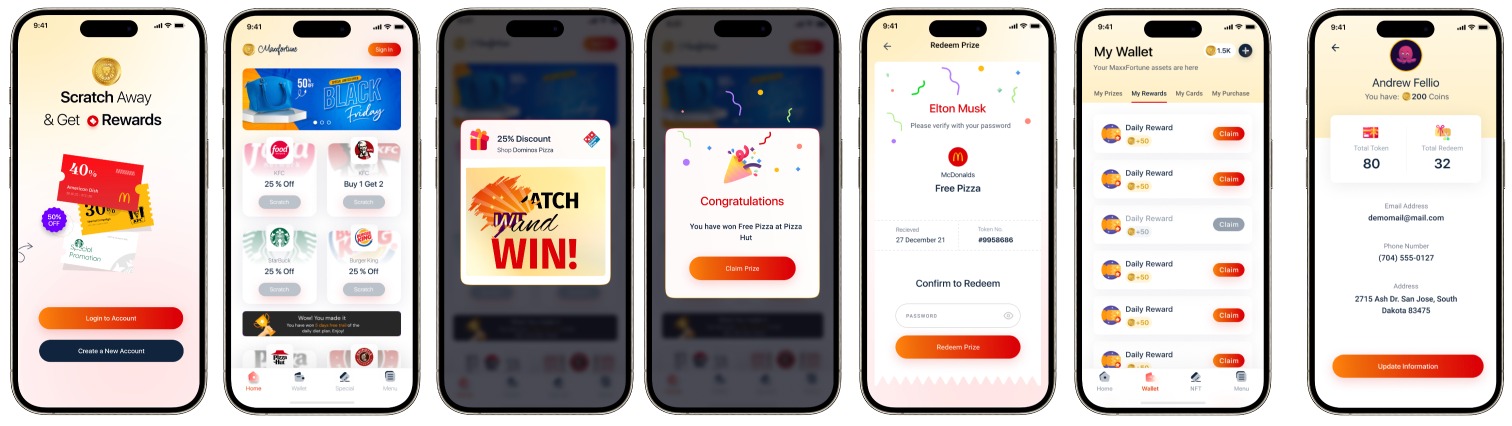 9:41
Scratch Away
& Get Rewards
40%
American Dish
30%
KFC
50%
OFF
Special
Promotion
Login to Account
Create a New Account
9:41
Maxxfortune
Sign in
50%
OFF
BLACK
Friday
food
KFC
25 % Off
Scratch
KFC
KFC
Buy 1 Get 2
Scratch
StarBuck
25 % Off
Scratch
BURGER KING
Burger King
25 % Off
Scratch
Wow! You made it
You have won 5 days free trial of the
daily diet plan. Enjoy!
Pizza
Hut
Home
Wallet
Special
Menu
25% Discount
Shop Dominos Pizza
ATCH
WIN!
Congratulations
You have won Free Pizza at Pizza
Hut
Claim Prize
9:41
Redeem Prize
Elton Musk
Please verify with your password
McDonalds
Free Pizza
Recieved
27 December 21
Token No
#9958686
Confirm to Redeem
PASSWORD
Redeem Prize
9:41
My Wallet
1.5K
Your MaxxFortune assets are here
My Prizes
My Rewards
My Cards
My Purchase
Daily Reward
+50
Claim
Daily Reward
+50
Claim
Daily Reward
+50
Claim
Daily Reward
+50
Claim
Daily Reward
+50
Claim
Daily Reward
Claim
Home
Wallet
NFT
Menu
9:41
Andrew Fellio
You have: 200 Coins
Total Token
80
Total Redeem
32
Email Address
demomail@mail.com
Phone Number
(704) 555-0127
Address
2715 Ash Dr. San Jose, South
Dakota 83475
Update Information